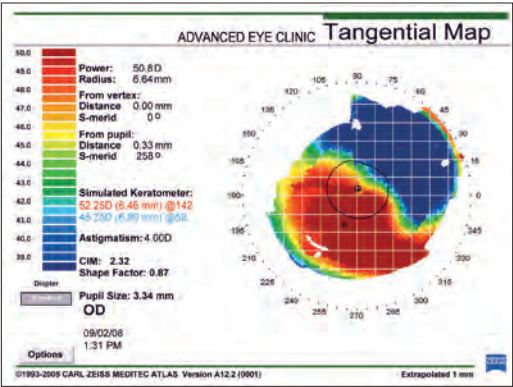 ADVANCED EYE CLINIC Tangential Map
50.0
49.0
48.0
47.0
46.0
45.0
44.0
43.0
42.0
41.0
40.0
39.0
Diopter
Options
Power: 50.8D
Radius: 6.64mm
From vertex:
Distance 0.00 mm
S-merid 0°
From pupil:
Distance 0.33 mm
S-merid 258°
Simulated Keratometer:
52.25D (6.46 mm) @142
48.25D (6.99 mm) @52
Astigmatism: 4.00D
CIM: 2.32
Shape Factor: 0.87
Pupil Size: 3.34 mm
OD
09/02/08
1:31 PM
105 90 75
120 60
135 45
150 30
165 15
180 0
195 345
210
225 315
240 300
255 270 285
©1993-2005 CARL ZEISS MEDITEC ATLAS Version A12.2 (0001)
Extrapolated 1 mm